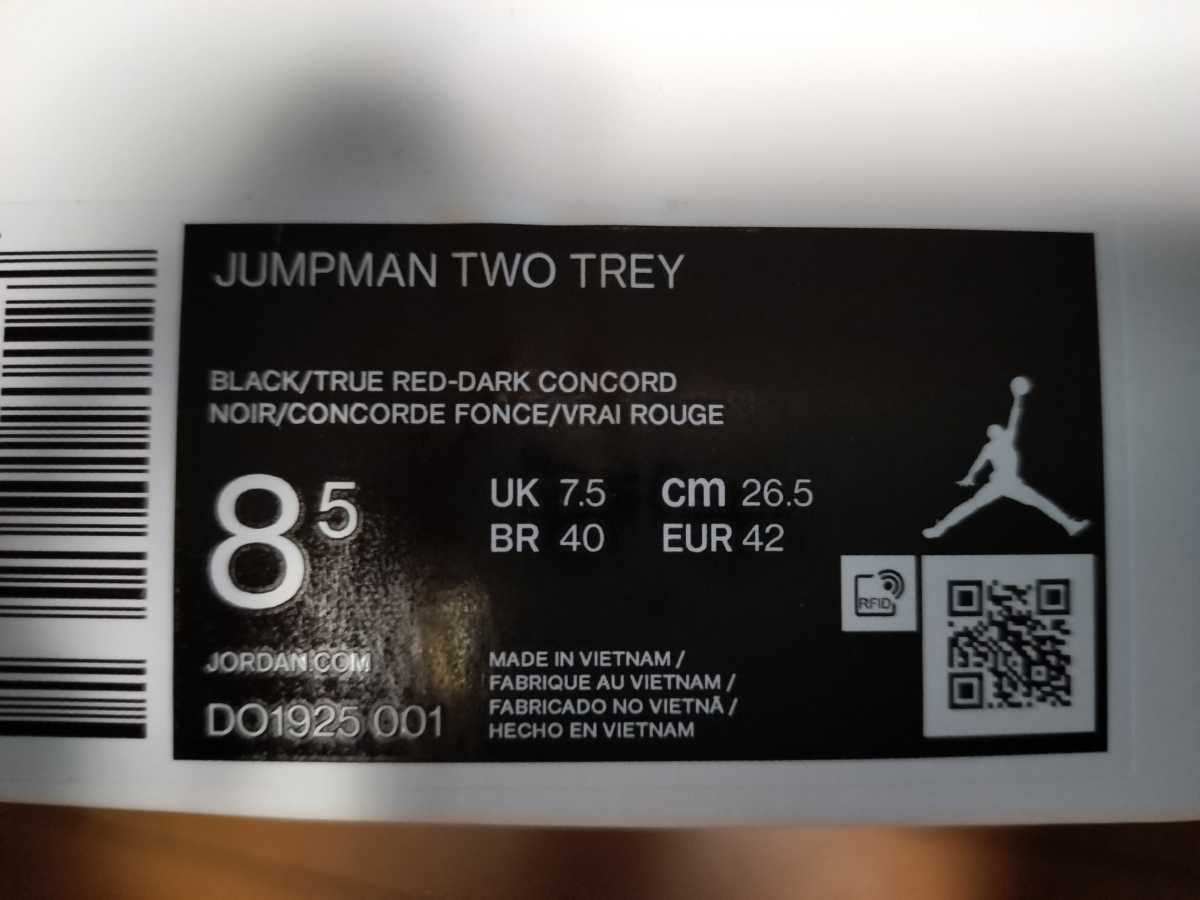 JUMPMAN TWO TREY
BLACK/TRUE RED-DARK CONCORD
NOIR/CONCORDE FONCE/VRAI ROUGE
8 5
UK 7.5 cm 26.5
BR 40 EUR 42
RFID
JORDAN.COM
DO1925 001
MADE IN VIETNAM /
FABRIQUE AU VIETNAM /
FABRICADO NO VIETNÃ /
HECHO EN VIETNAM